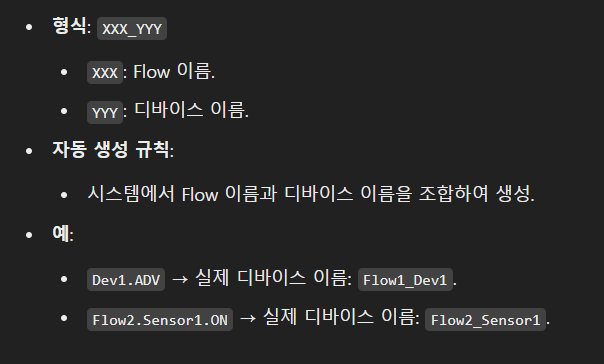 형식: XXX_YYY
XXX: Flow 이름.
YYY: 디바이스 이름.
자동 생성 규칙:
시스템에서 Flow 이름과 디바이스 이름을 조합하여 생성.
예:
Dev1.ADV → 실제 디바이스 이름: Flow1_Dev1.
Flow2.Sensor1.ON → 실제 디바이스 이름: Flow2_Sensor1.